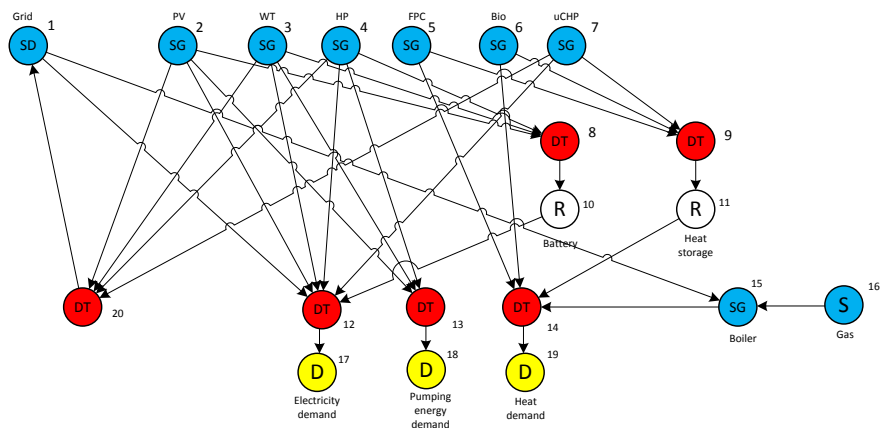 Grid
PV
WT
HP
FPC
Bio
uCHP
1
2
3
4
5
6
7
SD
SG
SG
SG
SG
SG
SG
DT
8
DT
9
R
10
R
11
Battery
Heat
storage
DT
20
DT
12
DT
13
DT
14
15
SG
Boiler
16
S
Gas
D
17
D
18
D
19
Electricity
demand
Pumping
energy
demand
Heat
demand